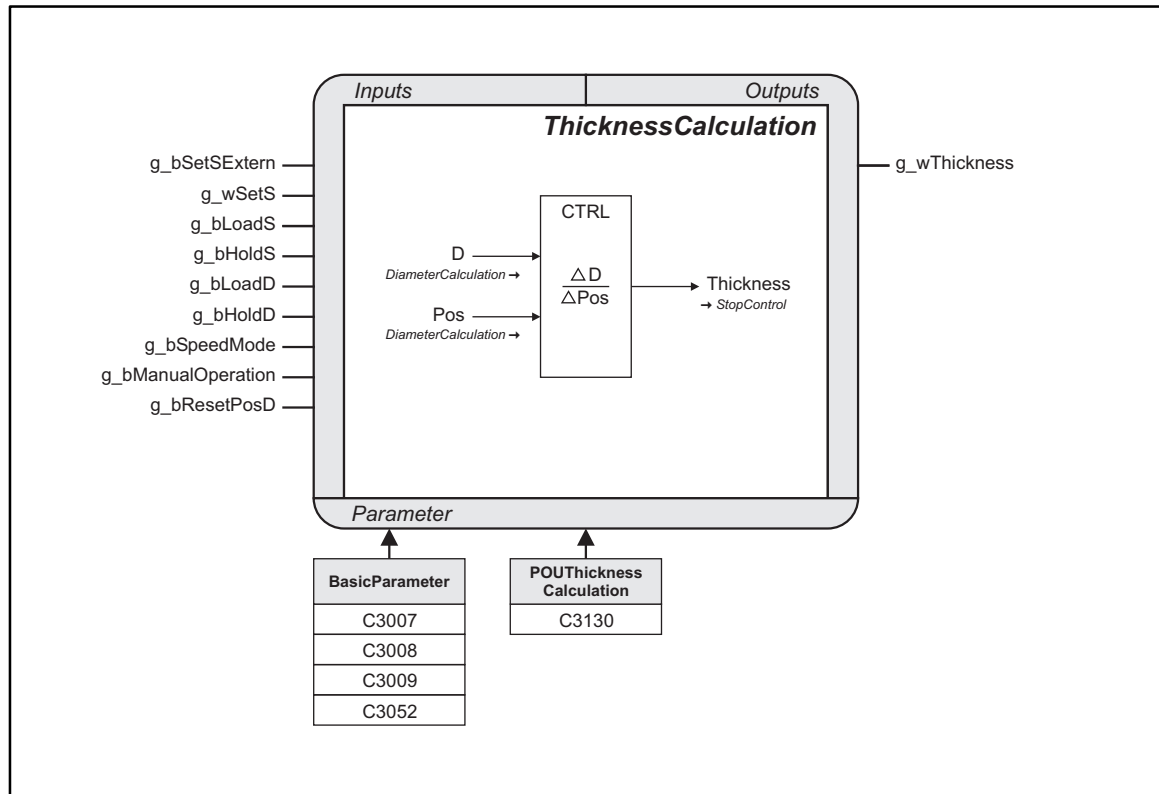 Inputs
Outputs
ThicknessCalculation
g_bSetSExtern
g_wSetS
g_bLoadS
g_bHoldS
g_bLoadD
g_bHoldD
g_bSpeedMode
g_bManualOperation
g_bResetPosD
D
DiameterCalculation →
Pos
DiameterCalculation →
CTRL
△D
△Pos
Thickness
→ StopControl
g_wThickness
Parameter
BasicParameter
C3007
C3008
C3009
C3052
POUThickness
Calculation
C3130